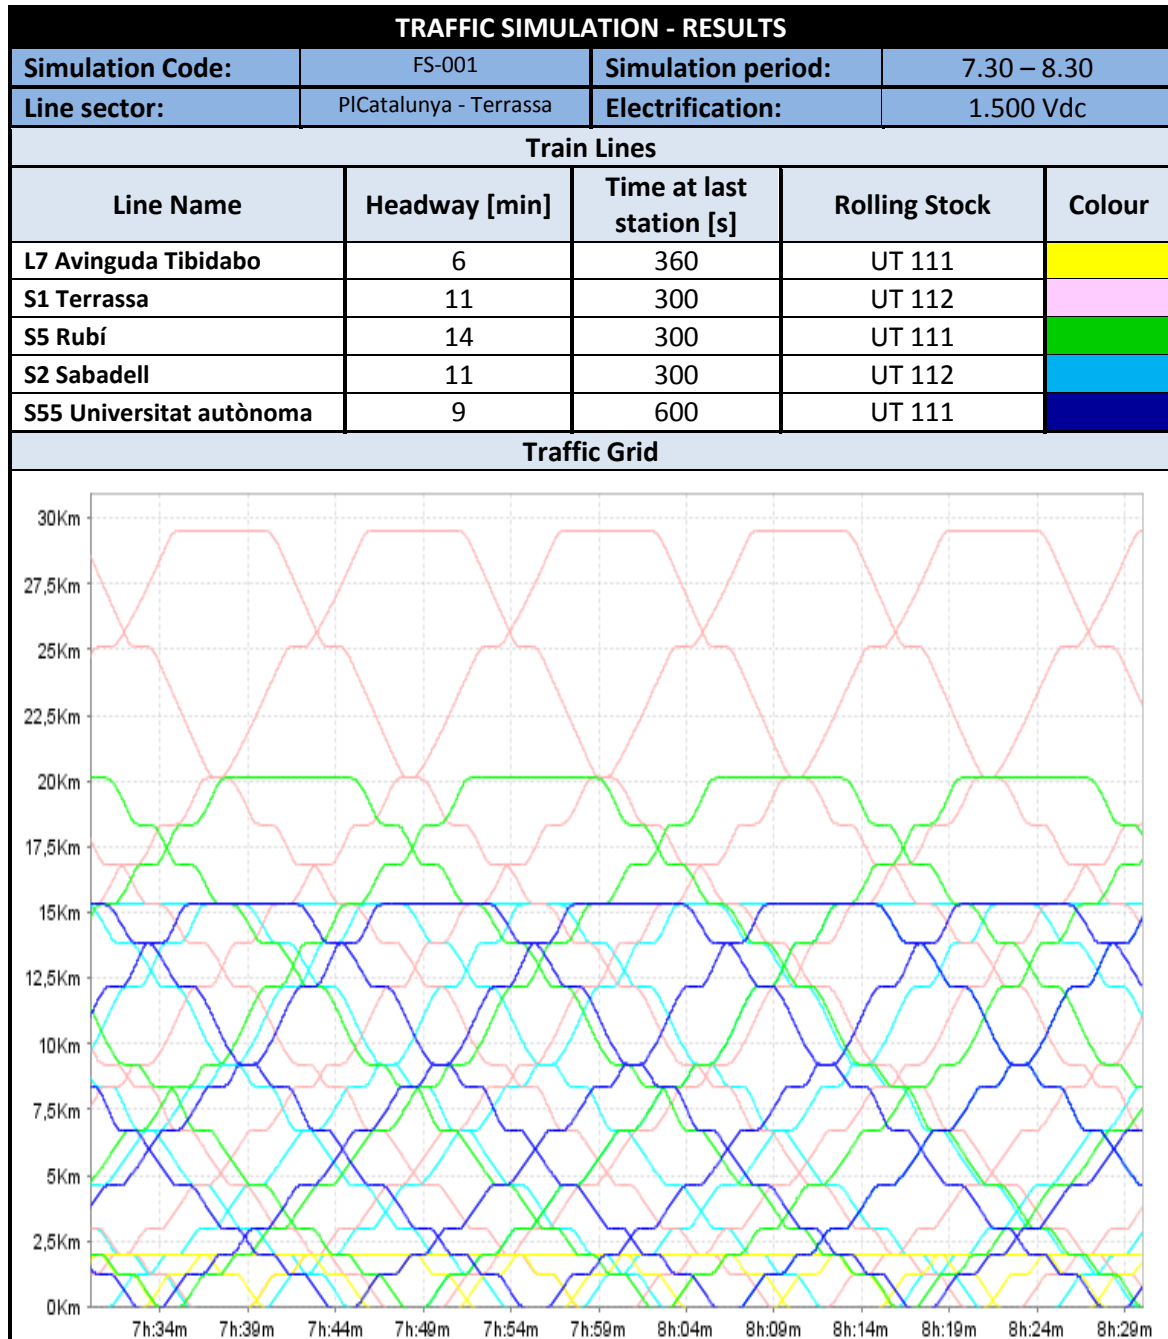 TRAFFIC SIMULATION - RESULTS
Simulation Code: FS-001 Simulation period: 7.30 – 8.30
Line sector: PlCatalunya - Terrassa Electrification: 1.500 Vdc
Train Lines
Line Name Headway [min] Time at last station [s] Rolling Stock Colour
L7 Avinguda Tibidabo 6 360 UT 111
S1 Terrassa 11 300 UT 112
S5 Rubí 14 300 UT 111
S2 Sabadell 11 300 UT 112
S55 Universitat autònoma 9 600 UT 111
Traffic Grid
30Km
27,5Km
25Km
22,5Km
20Km
17,5Km
15Km
12,5Km
10Km
7,5Km
5Km
2,5Km
0Km
7h:34m 7h:39m 7h:44m 7h:49m 7h:54m 7h:59m 8h:04m 8h:09m 8h:14m 8h:19m 8h:24m 8h:29m